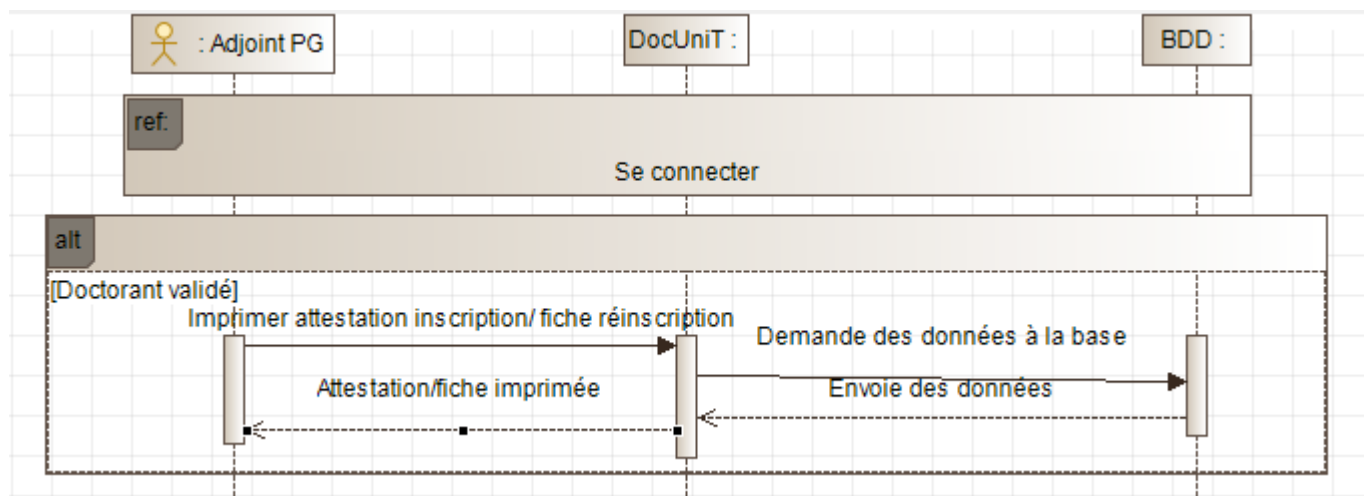 : Adjoint PG
DocUniT :
BDD :
ref:
Se connecter
alt
[Doctorant validé]
Imprimer attestation inscription/ fiche réinscription
Demande des données à la base
Attestation/fiche imprimée
Envoie des données